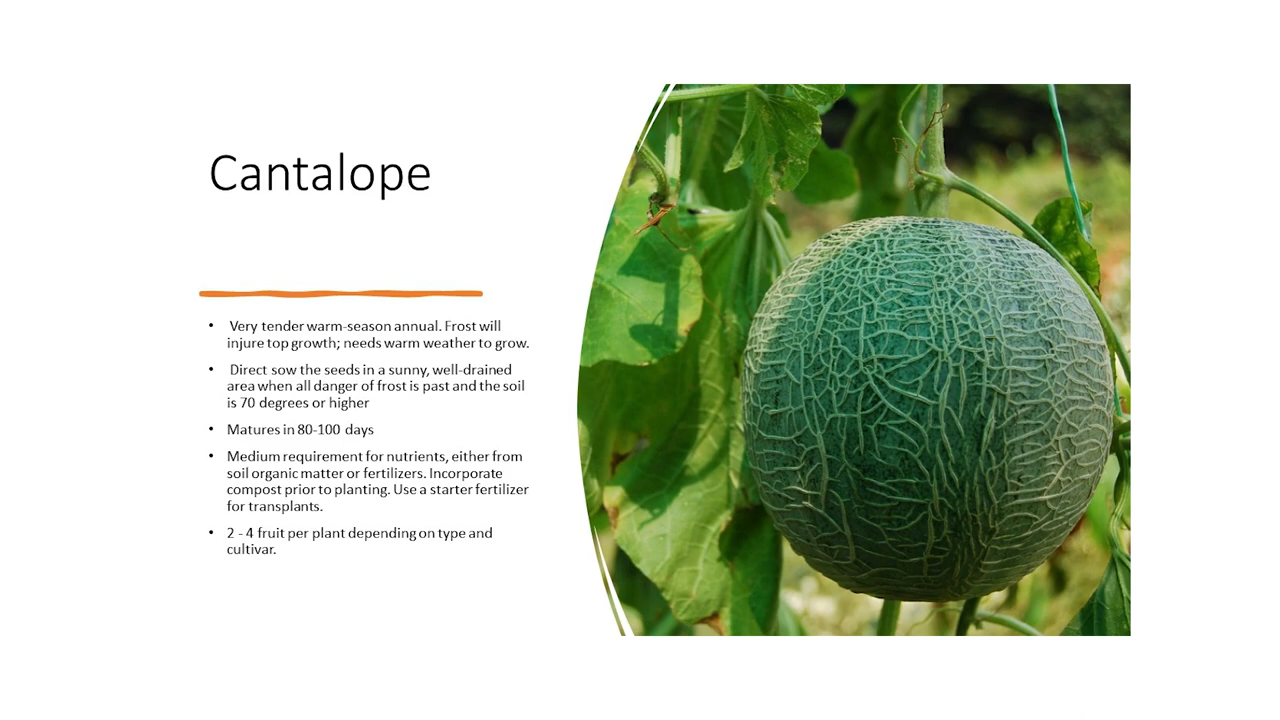 Cantalope
• Very tender warm-season annual. Frost will
injure top growth; needs warm weather to grow.
• Direct sow the seeds in a sunny, well-drained
area when all danger of frost is past and the soil
is 70 degrees or higher
• Matures in 80-100 days
• Medium requirement for nutrients, either from
soil organic matter or fertilizers. Incorporate
compost prior to planting. Use a starter fertilizer
for transplants.
• 2 - 4 fruit per plant depending on type and
cultivar.